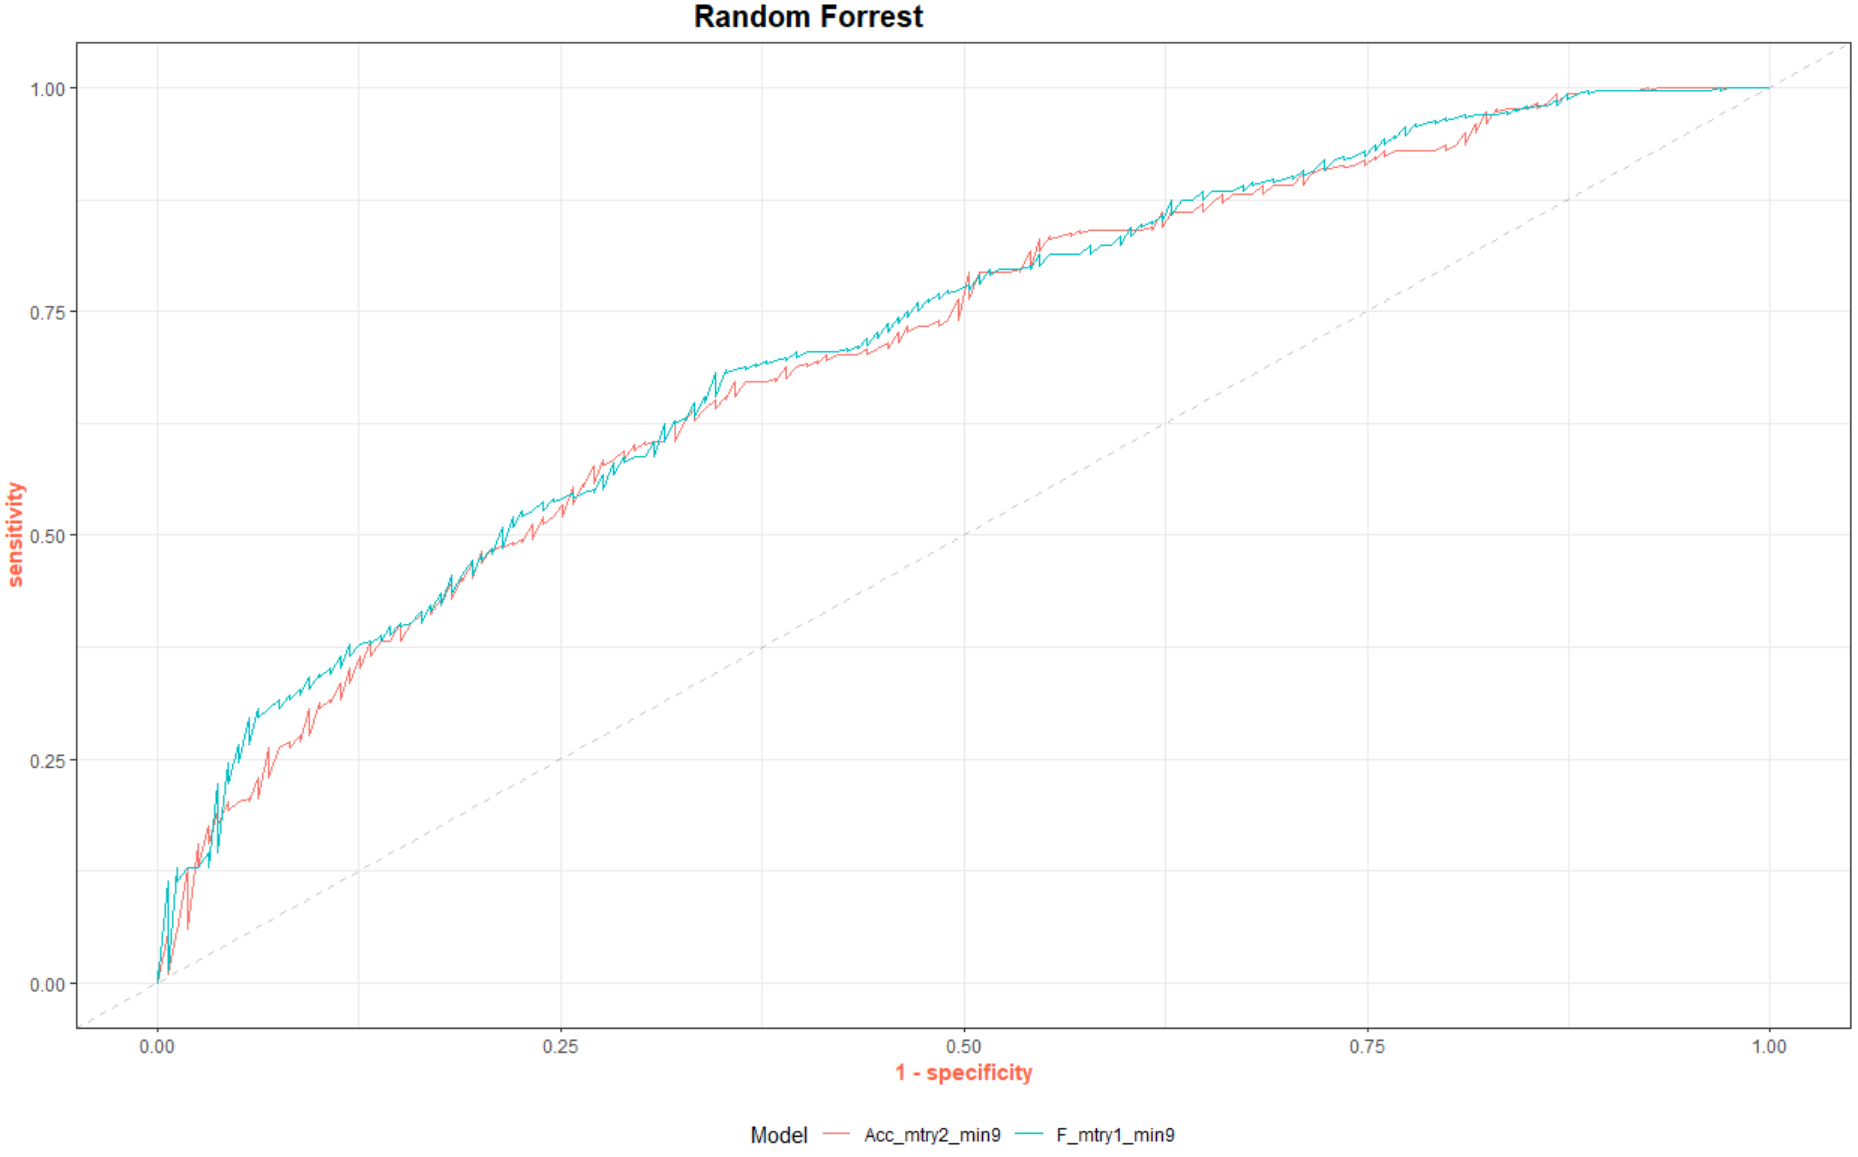 Random Forrest
1.00
0.75
0.50
0.25
0.00
sensitivity
0.00 0.25 0.50 0.75 1.00
1 - specificity
Model Acc_mtry2_min9 F_mtry1_min9